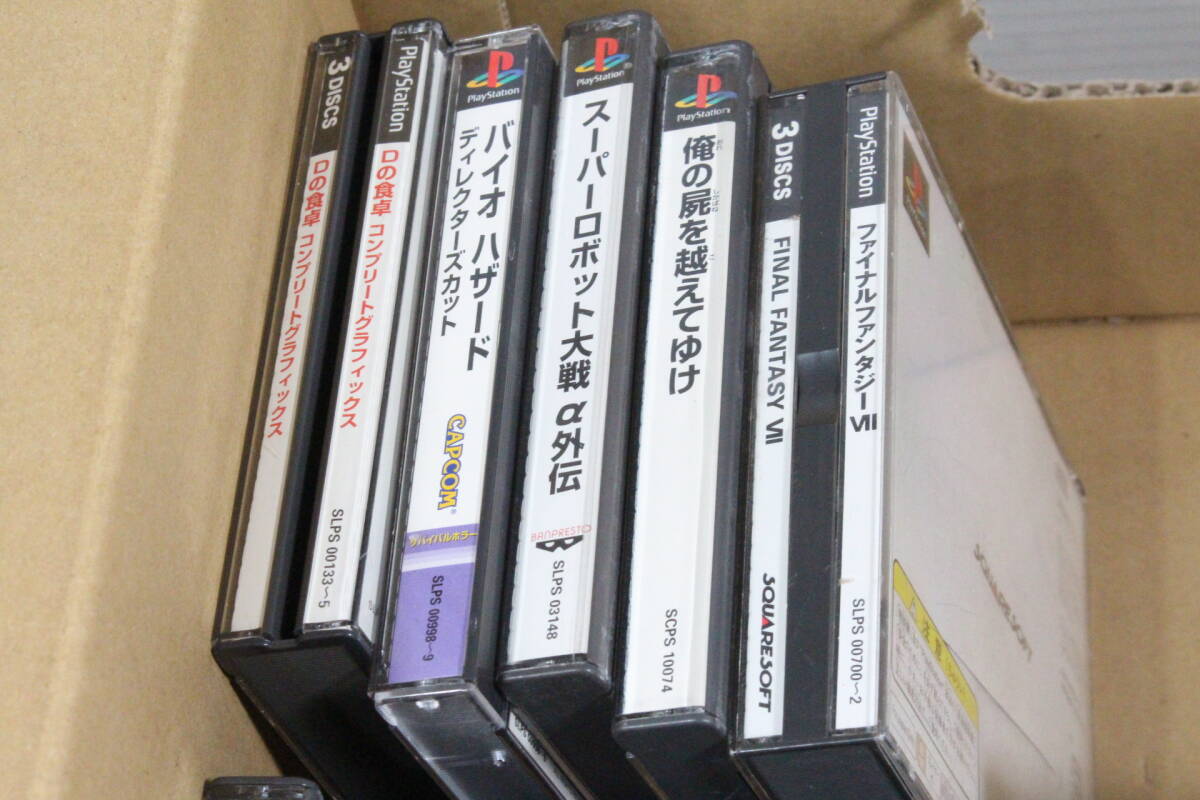 3 DISCS
Dの食卓 コンプリートグラフィックス
PlayStation
Dの食卓 コンプリートグラフィックス
SLPS 00133〜5
PlayStation
バイオ ハザード
ディレクターズカット
CAPCOM
サバイバルホラー
SLPS 00998〜9
PlayStation
スーパーロボット大戦 α外伝
BANPRESTO
SLPS 03148
PlayStation
俺の屍を越えてゆけ
SCPS 10074
3 DISCS
FINAL FANTASY VII
SQUARESOFT
PlayStation
ファイナルファンタジーVII
SLPS 00700〜2
SQUARESOFT